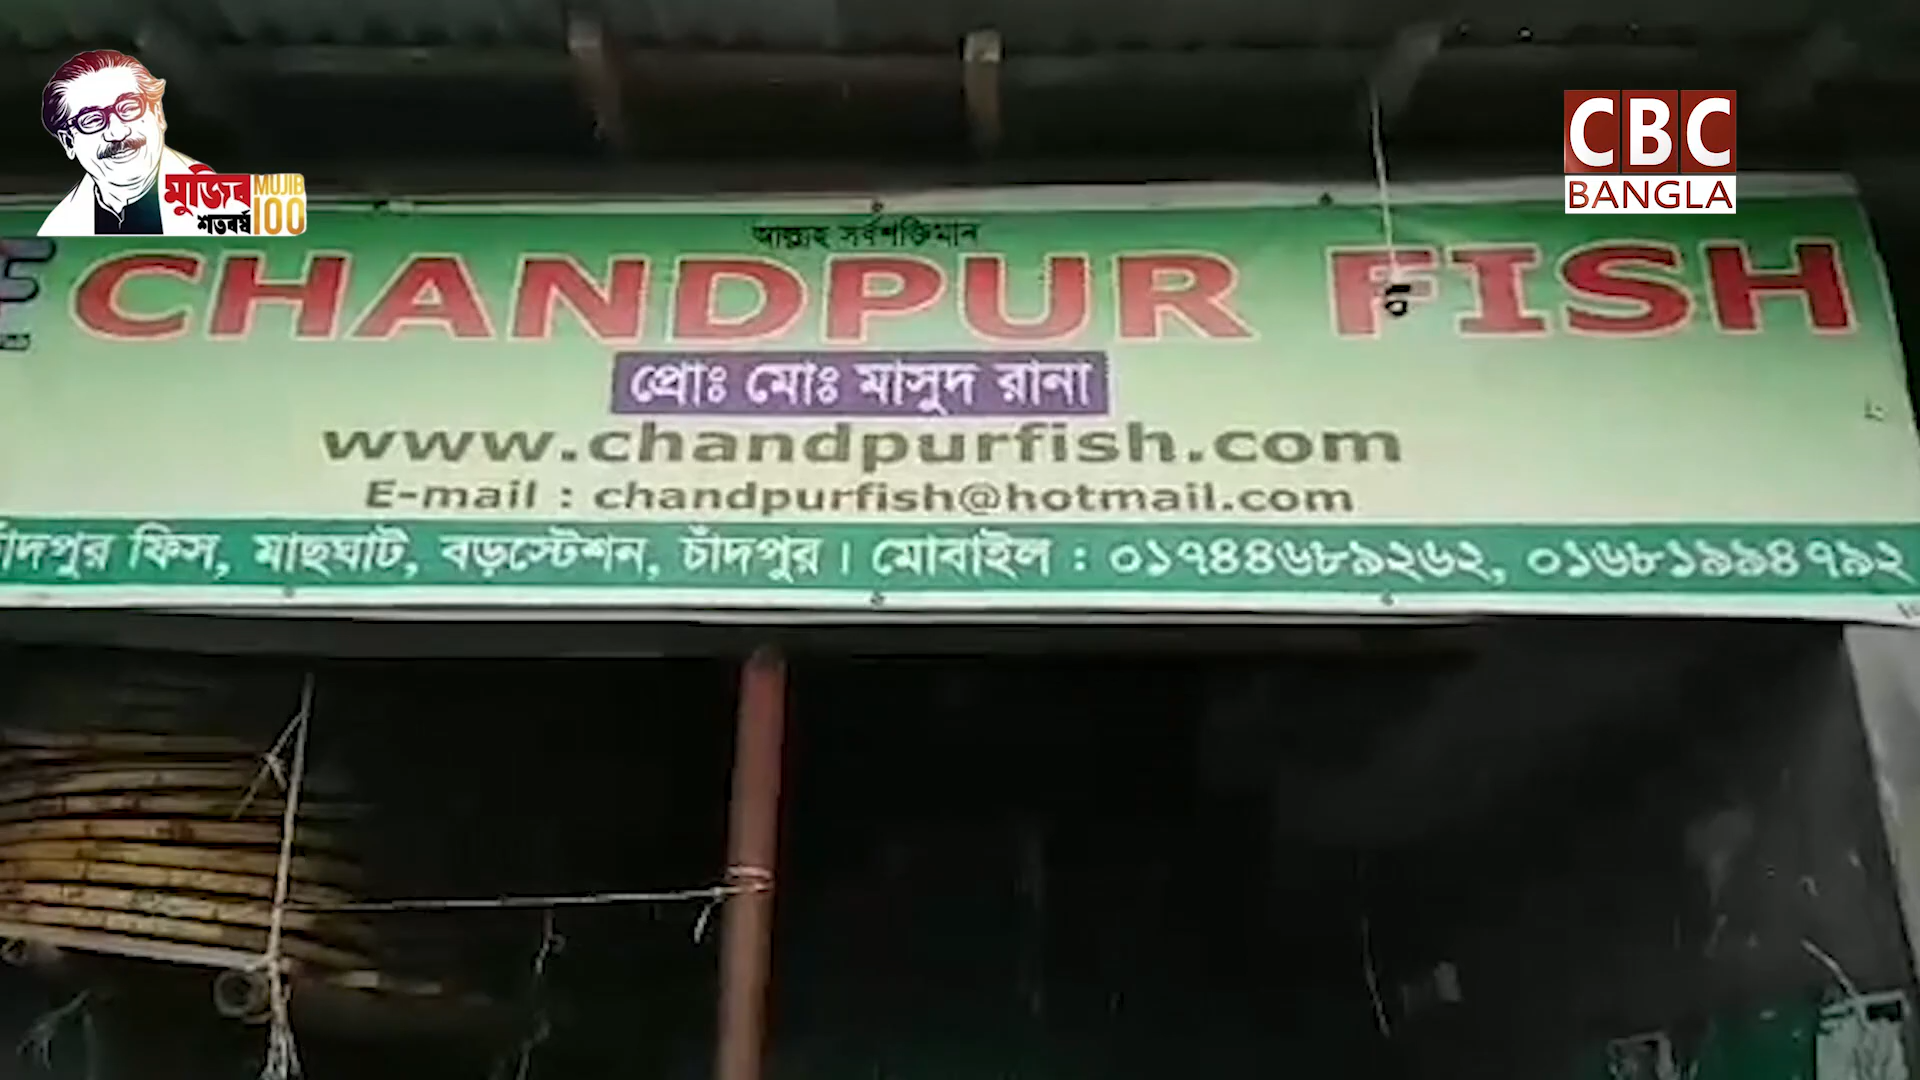 মুজিব
শতবর্ষ
MUJIB
100
CBC
BANGLA
আল্লাহ সর্বশক্তিমান
CHANDPUR FISH
প্রোঃ মোঃ মাসুদ রানা
www.chandpurfish.com
E-mail : chandpurfish@hotmail.com
চাঁদপুর ফিস, মাছঘাট, বড়স্টেশন, চাঁদপুর। মোবাইল : ০১৭৪৪৬৮৯২৬২, ০১৬৮১৯৯৪৭৯২